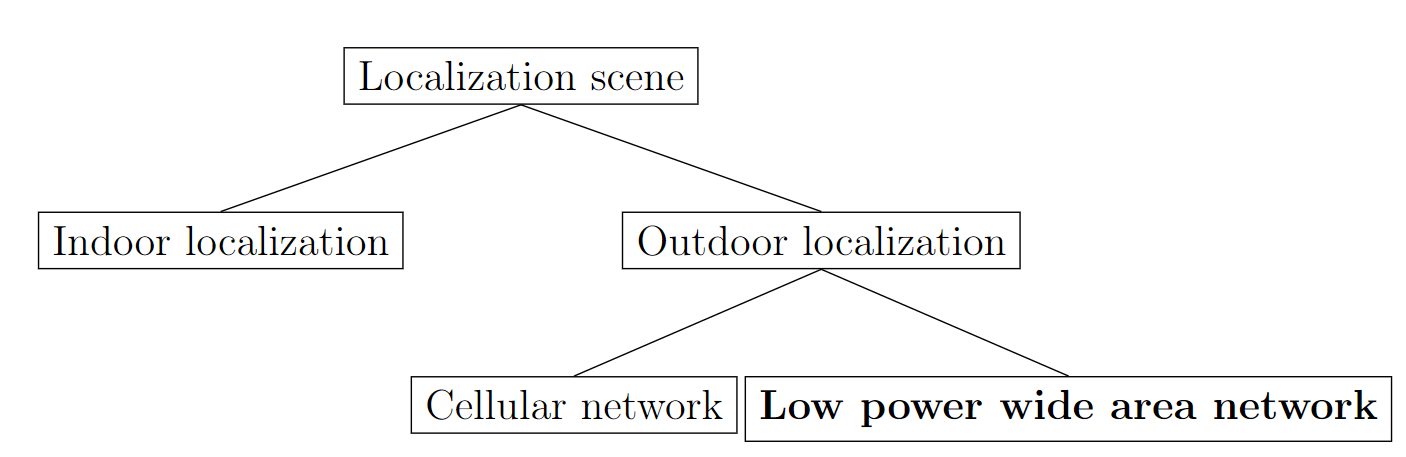 Localization scene
Indoor localization
Outdoor localization
Cellular network
Low power wide area network